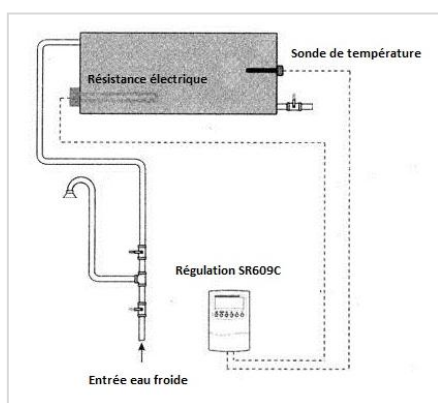 Sonde de température
Résistance électrique
Régulation SR609C
Entrée eau froide